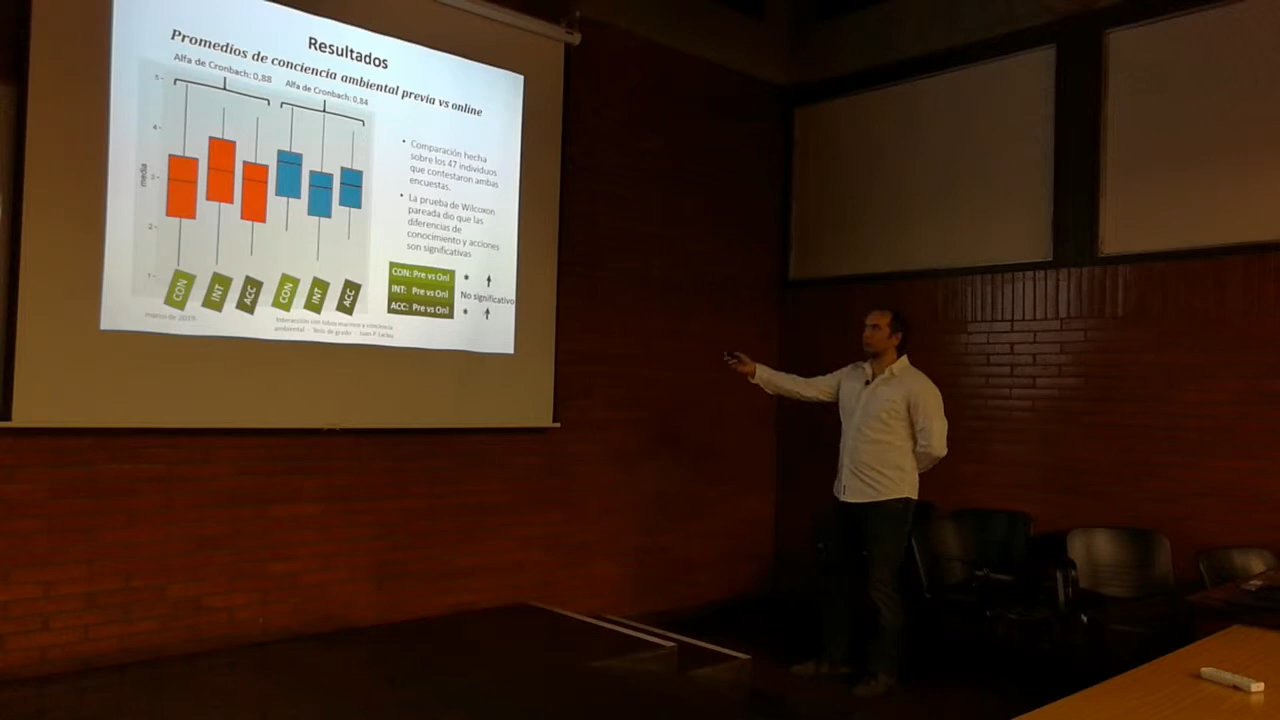 Resultados
Promedios de conciencia ambiental previa vs online
Alfa de Cronbach: 0,88
Alfa de Cronbach: 0,84
5
4
3
2
1
media
CON
INT
ACC
CON
INT
ACC
• Comparación hecha
sobre los 47 individuos
que contestaron ambas
encuestas.
• La prueba de Wilcoxon
pareada dio que las
diferencias de
conocimiento y acciones
son significativas
CON: Pre vs Onl * ↑
INT: Pre vs Onl No significativo
ACC: Pre vs Onl * ↑
marzo de 2019
Interacción con lobos marinos y conciencia
ambiental - Tesis de grado - Juan P.